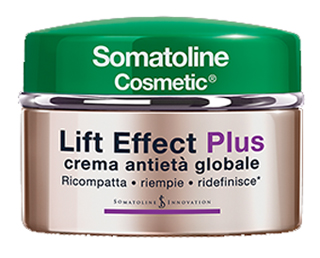 Somatoline
Cosmetic®
Lift Effect Plus
crema antietà globale
Ricompatta • riempie • ridefinisce*
SOMATOLINE S INNOVATION